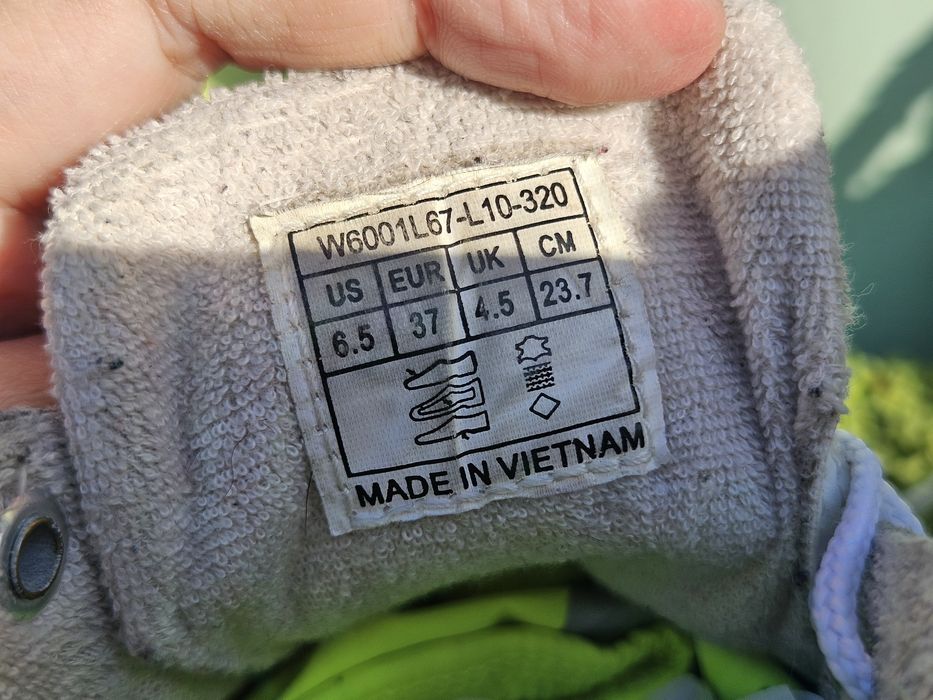 W6001L67-L10-320
US EUR UK CM
6.5 37 4.5 23.7
MADE IN VIETNAM